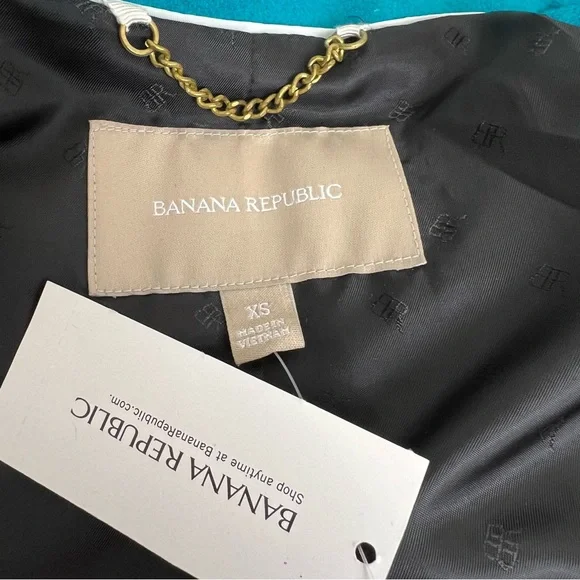 BANANA REPUBLIC
XS
MADE IN
VIETNAM
BANANA REPUBLIC
Shop anytime at BananaRepublic.com.